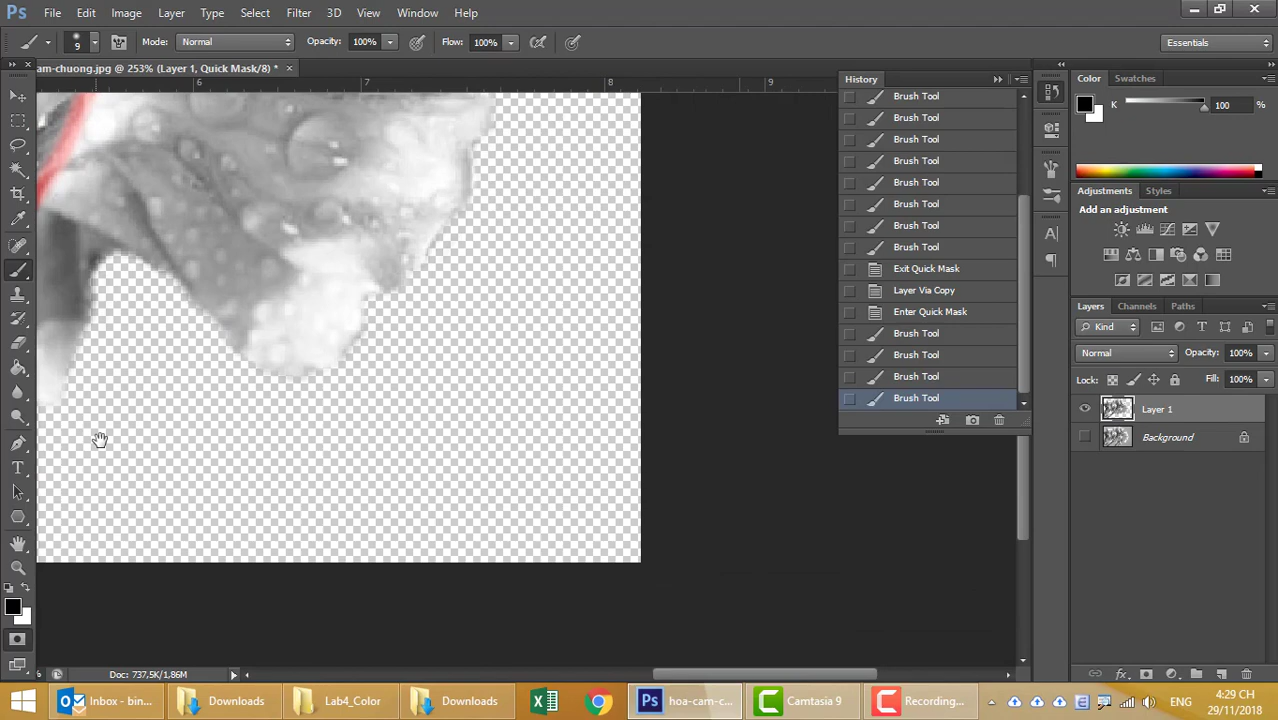 Ps File Edit Image Layer Type Select Filter 3D View Window Help
9 Mode: Normal Opacity: 100% Flow: 100% Essentials
am-chuong.jpg @ 253% (Layer 1, Quick Mask/8) * ×
6 7 8 9
History
Brush Tool
Brush Tool
Brush Tool
Brush Tool
Brush Tool
Brush Tool
Brush Tool
Brush Tool
Exit Quick Mask
Layer Via Copy
Enter Quick Mask
Brush Tool
Brush Tool
Brush Tool
Brush Tool
Color Swatches
K 100 %
Adjustments Styles
Add an adjustment
Layers Channels Paths
Kind
Normal Opacity: 100%
Lock: Fill: 100%
Layer 1
Background
Doc: 737,5K/1,86M
Inbox - bin... Downloads Lab4_Color Downloads hoa-cam-c... Camtasia 9 Recording... ENG
4:29 CH
29/11/2018